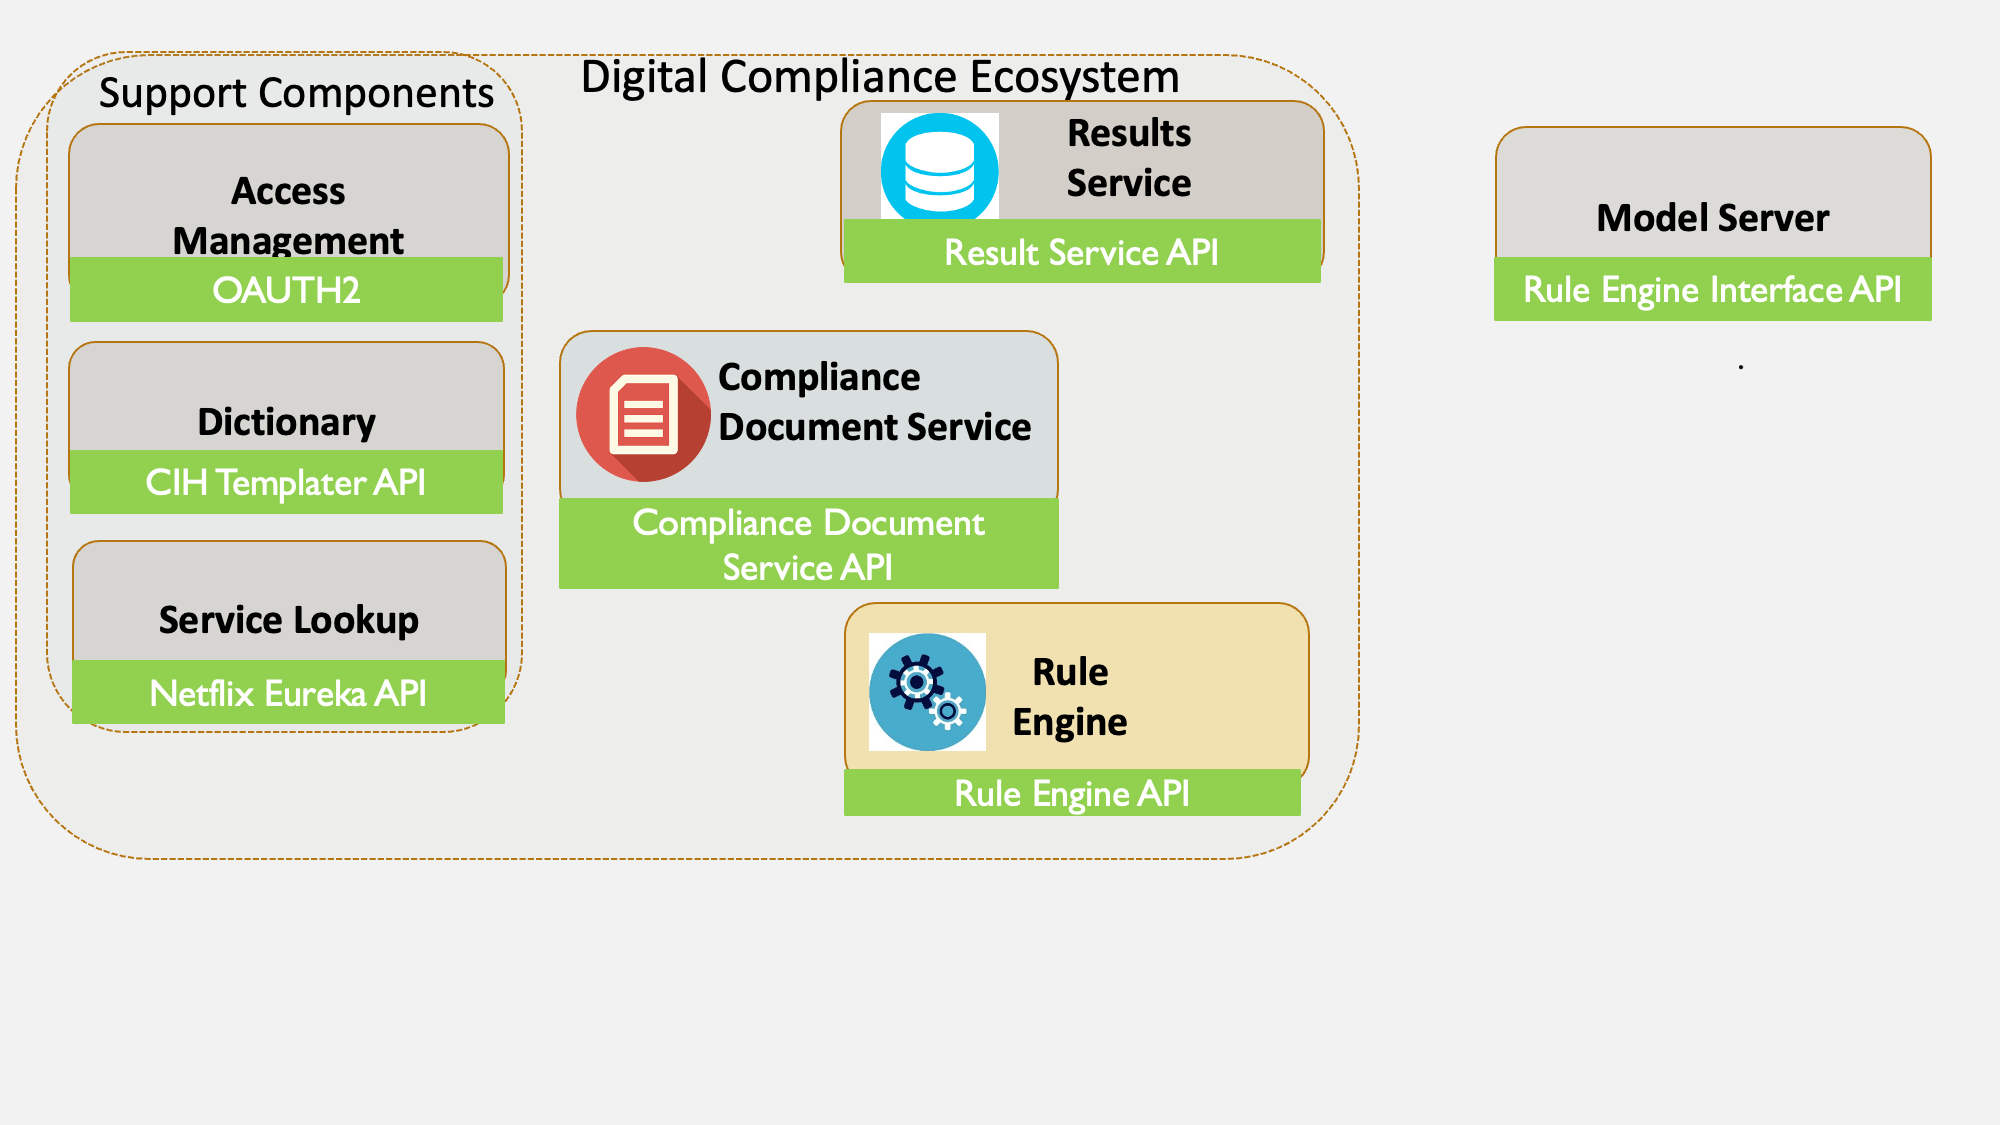 Support Components
Digital Compliance Ecosystem
Access
Management
OAUTH2
Dictionary
CIH Templater API
Service Lookup
Netflix Eureka API
Results
Service
Result Service API
Compliance
Document Service
Compliance Document
Service API
Rule
Engine
Rule Engine API
Model Server
Rule Engine Interface API
.